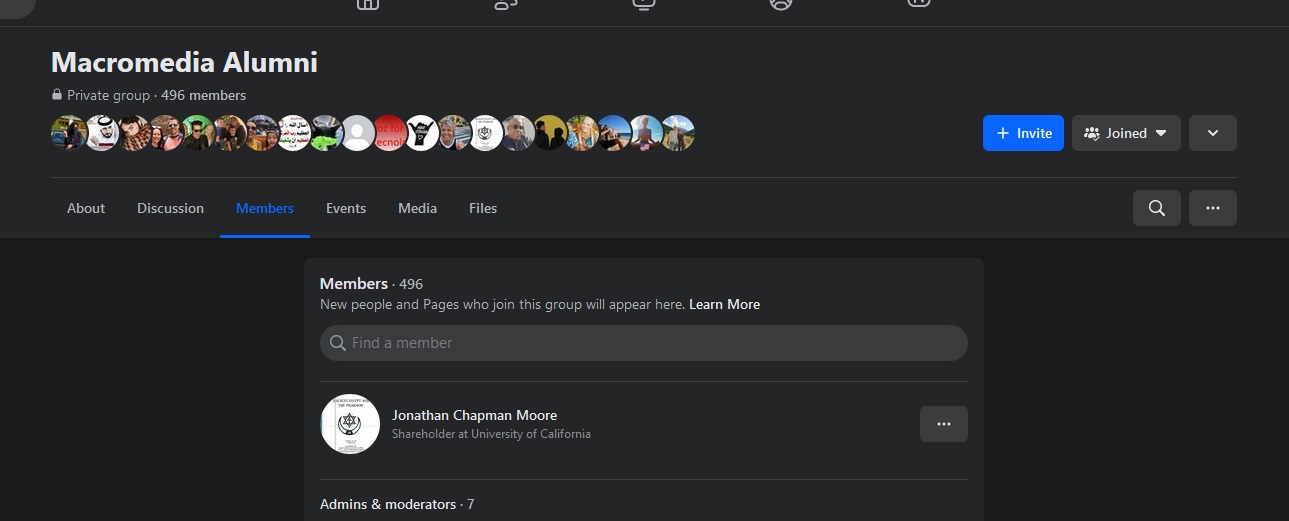 Macromedia Alumni
Private group · 496 members
+ Invite
Joined
About Discussion Members Events Media Files
Members · 496
New people and Pages who join this group will appear here. Learn More
Find a member
THE PHARAOH
Jonathan Chapman Moore
Shareholder at University of California
Admins & moderators · 7